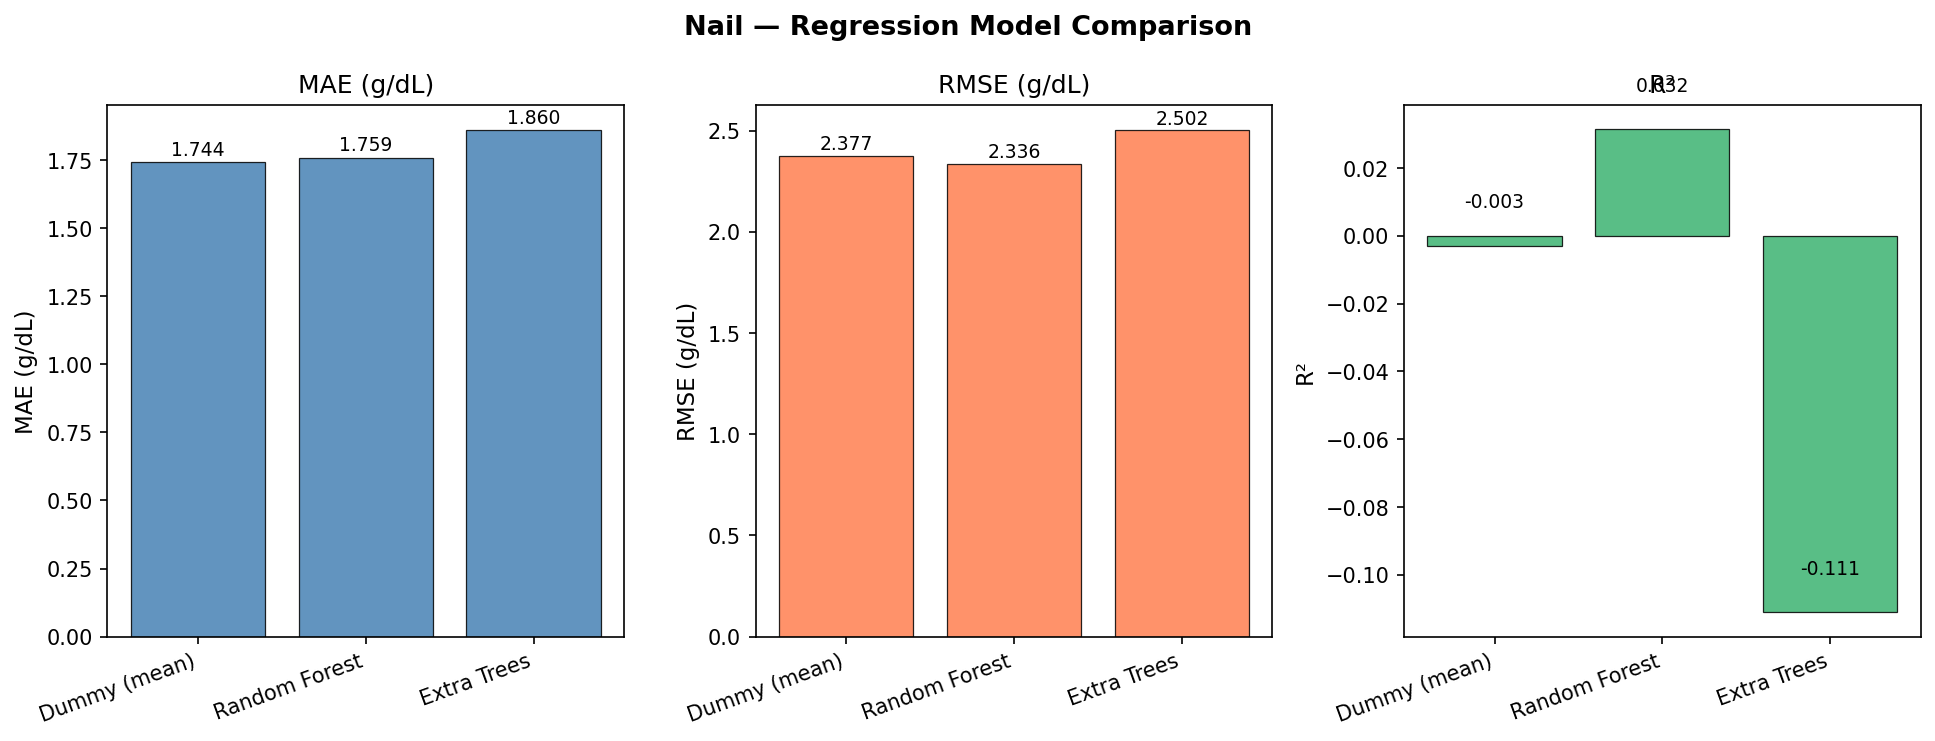 Nail — Regression Model Comparison
MAE (g/dL)
MAE (g/dL)
1.75
1.50
1.25
1.00
0.75
0.50
0.25
0.00
1.744
1.759
1.860
Dummy (mean)
Random Forest
Extra Trees
RMSE (g/dL)
RMSE (g/dL)
2.5
2.0
1.5
1.0
0.5
0.0
2.377
2.336
2.502
Dummy (mean)
Random Forest
Extra Trees
R²
R²
0.02
0.00
−0.02
−0.04
−0.06
−0.08
−0.10
-0.003
0.032
-0.111
Dummy (mean)
Random Forest
Extra Trees